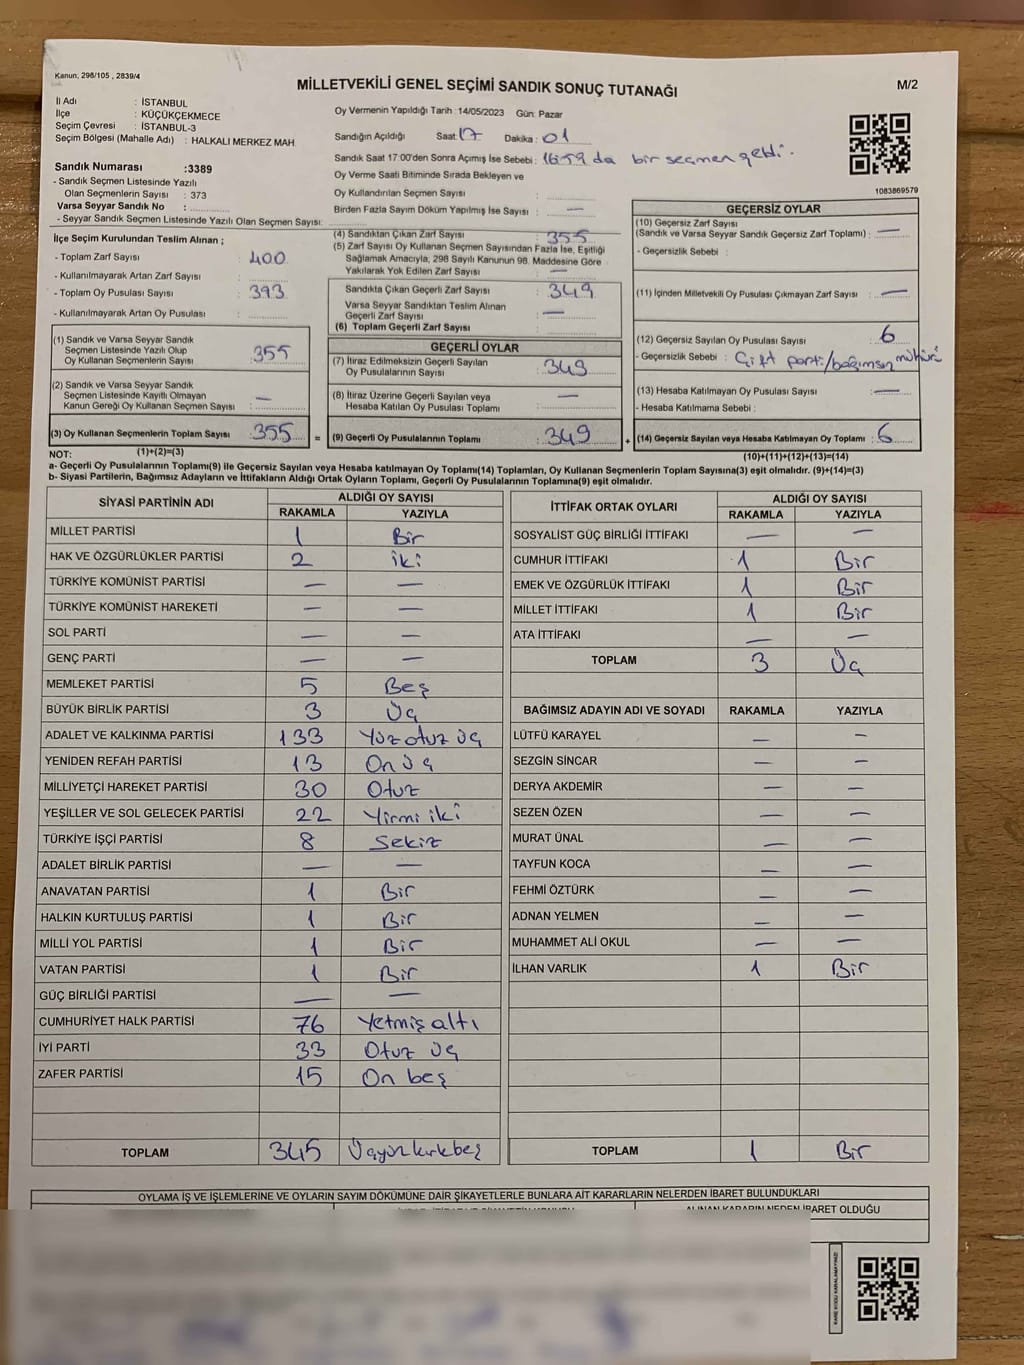 Kanun, 298/105 , 2839/4
MİLLETVEKİLİ GENEL SEÇİMİ SANDIK SONUÇ TUTANAĞI
M/2
İl Adı : İSTANBUL
İlçe : KÜÇÜKÇEKMECE
Seçim Çevresi : İSTANBUL-3
Seçim Bölgesi (Mahalle Adı) : HALKALI MERKEZ MAH.
Oy Vermenin Yapıldığı Tarih :14/05/2023 Gün: Pazar
Sandığın Açıldığı Saat: 17 Dakika : 01
Sandık Saat 17:00'den Sonra Açımış İse Sebebi : 16:59 da bir seçmen geldi.
Oy Verme Saati Bitiminde Sırada Bekleyen ve
Oy Kullandırılan Seçmen Sayısı :
Birden Fazla Sayım Döküm Yapılmış İse Sayısı : —
1083869579
Sandık Numarası :3389
- Sandık Seçmen Listesinde Yazılı
Olan Seçmenlerin Sayısı : 373
Varsa Seyyar Sandık No :
- Seyyar Sandık Seçmen Listesinde Yazılı Olan Seçmen Sayısı:
İlçe Seçim Kurulundan Teslim Alınan ;
- Toplam Zarf Sayısı : 400
- Kullanılmayarak Artan Zarf Sayısı :
- Toplam Oy Pusulası Sayısı : 393
- Kullanılmayarak Artan Oy Pusulası :
(1) Sandık ve Varsa Seyyar Sandık
Seçmen Listesinde Yazılı Olup
Oy Kullanan Seçmenlerin Sayısı : 355
(2) Sandık ve Varsa Seyyar Sandık
Seçmen Listesinde Kayıtlı Olmayan
Kanun Gereği Oy Kullanan Seçmen Sayısı : —
(3) Oy Kullanan Seçmenlerin Toplam Sayısı : 355
(1)+(2)=(3)
(4) Sandıktan Çıkan Zarf Sayısı : 355
(5) Zarf Sayısı Oy Kullanan Seçmen Sayısından Fazla İse, Eşitliği
Sağlamak Amacıyla, 298 Sayılı Kanunun 98. Maddesine Göre
Yakılarak Yok Edilen Zarf Sayısı : —
Sandıkta Çıkan Geçerli Zarf Sayısı : 349
Varsa Seyyar Sandıktan Teslim Alınan
Geçerli Zarf Sayısı : —
(6) Toplam Geçerli Zarf Sayısı :
GEÇERLİ OYLAR
(7) İtiraz Edilmeksizin Geçerli Sayılan
Oy Pusulalarının Sayısı : 349
(8) İtiraz Üzerine Geçerli Sayılan veya
Hesaba Katılan Oy Pusulası Toplamı : —
= (9) Geçerli Oy Pusulalarının Toplamı : 349
GEÇERSİZ OYLAR
(10) Geçersiz Zarf Sayısı
(Sandık ve Varsa Seyyar Sandık Geçersiz Zarf Toplamı) : —
- Geçersizlik Sebebi :
(11) İçinden Milletvekili Oy Pusulası Çıkmayan Zarf Sayısı : —
(12) Geçersiz Sayılan Oy Pusulası Sayısı : 6
- Geçersizlik Sebebi : Çift parti/bağımsız mühürü
(13) Hesaba Katılmayan Oy Pusulası Sayısı : —
- Hesaba Katılmama Sebebi :
+ (14) Geçersiz Sayılan veya Hesaba Katılmayan Oy Toplamı : 6
(10)+(11)+(12)+(13)=(14)
NOT:
a- Geçerli Oy Pusulalarının Toplamı(9) ile Geçersiz Sayılan veya Hesaba katılmayan Oy Toplamı(14) Toplamları, Oy Kullanan Seçmenlerin Toplam Sayısına(3) eşit olmalıdır. (9)+(14)=(3)
b- Siyasi Partilerin, Bağımsız Adayların ve İttifakların Aldığı Ortak Oyların Toplamı, Geçerli Oy Pusulalarının Toplamına(9) eşit olmalıdır.
SİYASİ PARTİNİN ADI ALDIĞI OY SAYISI
RAKAMLA YAZIYLA
MİLLET PARTİSİ 1 Bir
HAK VE ÖZGÜRLÜKLER PARTİSİ 2 iki
TÜRKİYE KOMÜNİST PARTİSİ — —
TÜRKİYE KOMÜNİST HAREKETİ — —
SOL PARTİ — —
GENÇ PARTİ — —
MEMLEKET PARTİSİ 5 Beş
BÜYÜK BİRLİK PARTİSİ 3 Üç
ADALET VE KALKINMA PARTİSİ 133 Yüz otuz üç
YENİDEN REFAH PARTİSİ 13 On üç
MİLLİYETÇİ HAREKET PARTİSİ 30 Otuz
YEŞİLLER VE SOL GELECEK PARTİSİ 22 Yirmi iki
TÜRKİYE İŞÇİ PARTİSİ 8 Sekiz
ADALET BİRLİK PARTİSİ — —
ANAVATAN PARTİSİ 1 Bir
HALKIN KURTULUŞ PARTİSİ 1 Bir
MİLLİ YOL PARTİSİ 1 Bir
VATAN PARTİSİ 1 Bir
GÜÇ BİRLİĞİ PARTİSİ — —
CUMHURİYET HALK PARTİSİ 76 Yetmiş altı
İYİ PARTİ 33 Otuz üç
ZAFER PARTİSİ 15 On beş
TOPLAM 345 Üçyüz kırk beş
İTTİFAK ORTAK OYLARI ALDIĞI OY SAYISI
RAKAMLA YAZIYLA
SOSYALİST GÜÇ BİRLİĞİ İTTİFAKI — —
CUMHUR İTTİFAKI 1 Bir
EMEK VE ÖZGÜRLÜK İTTİFAKI 1 Bir
MİLLET İTTİFAKI 1 Bir
ATA İTTİFAKI — —
TOPLAM 3 Üç
BAĞIMSIZ ADAYIN ADI VE SOYADI RAKAMLA YAZIYLA
LÜTFÜ KARAYEL — —
SEZGİN SİNCAR — —
DERYA AKDEMİR — —
SEZEN ÖZEN — —
MURAT ÜNAL — —
TAYFUN KOCA — —
FEHMİ ÖZTÜRK — —
ADNAN YELMEN — —
MUHAMMET ALİ OKUL — —
İLHAN VARLIK 1 Bir
TOPLAM 1 Bir
OYLAMA İŞ VE İŞLEMLERİNE VE OYLARIN SAYIM DÖKÜMÜNE DAİR ŞİKAYETLERLE BUNLARA AİT KARARLARIN NELERDEN İBARET BULUNDUKLARI
ALINAN KARARIN NEDEN İBARET OLDUĞU
KARE KODU KARALAMAYINIZ!